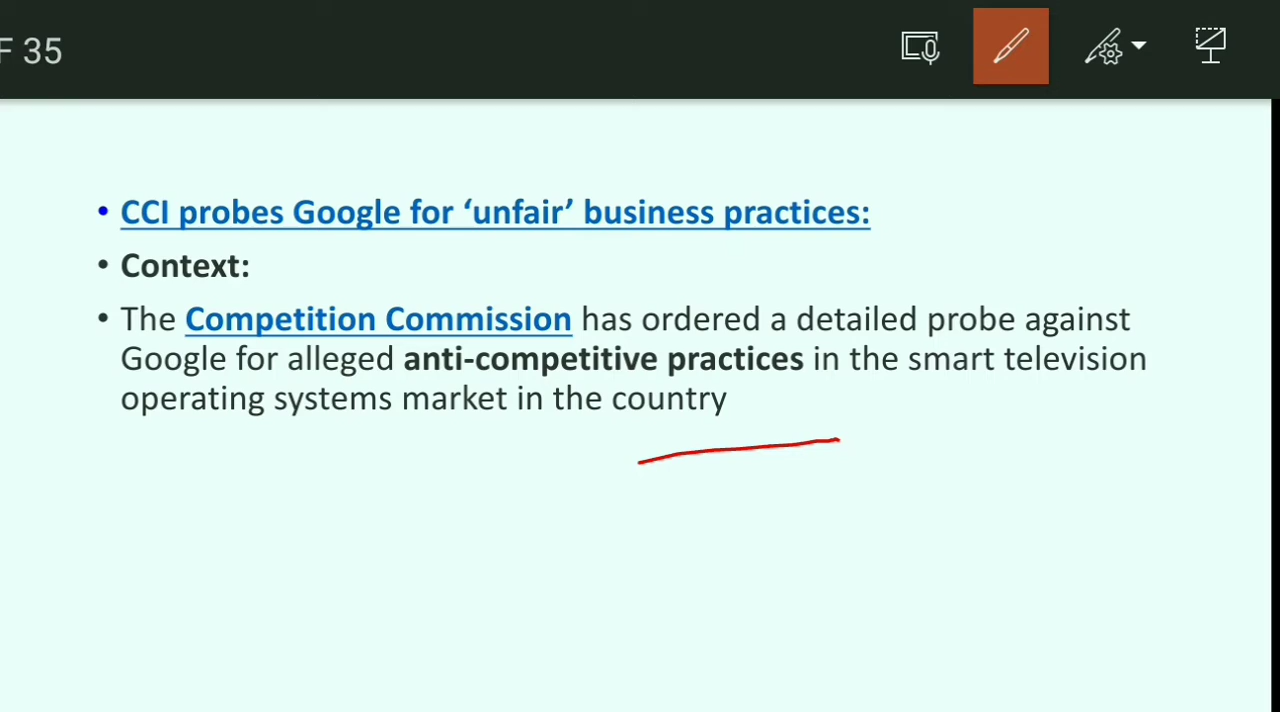 F 35
• CCI probes Google for ‘unfair’ business practices:
• Context:
• The Competition Commission has ordered a detailed probe against
Google for alleged anti-competitive practices in the smart television
operating systems market in the country